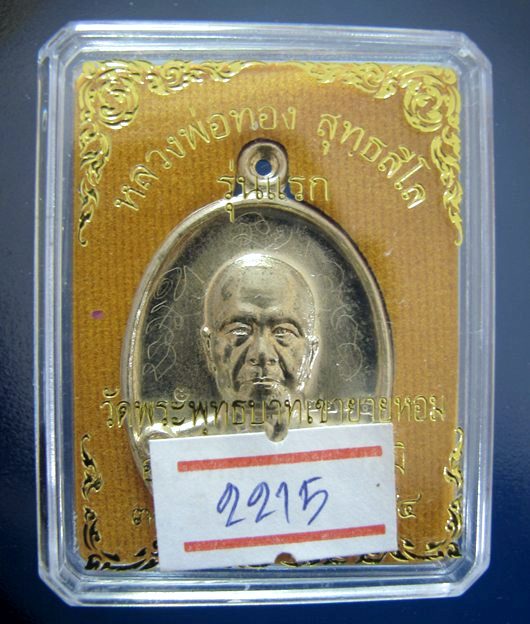 หลวงพ่อทอง สุทธสีโล
รุ่นแรก
วัดพระพุทธบาทเขายายหอม
2215